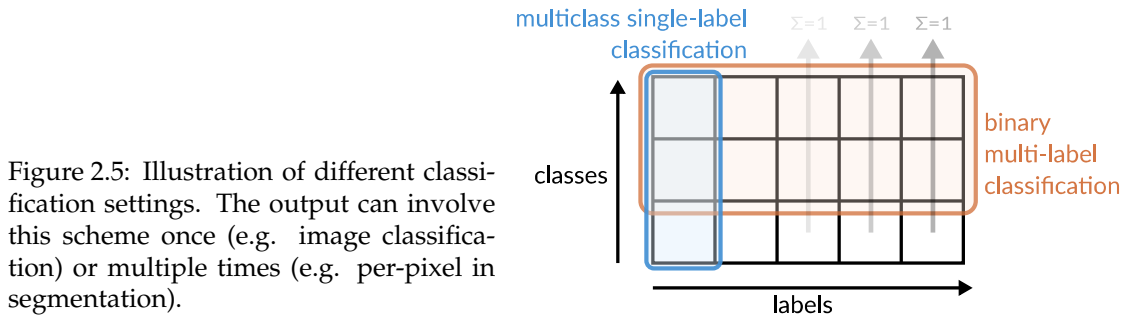 multiclass single-label
classification
Σ=1 Σ=1 Σ=1
classes
binary
multi-label
classification
labels
Figure 2.5: Illustration of different classi-
fication settings. The output can involve
this scheme once (e.g. image classifica-
tion) or multiple times (e.g. per-pixel in
segmentation).